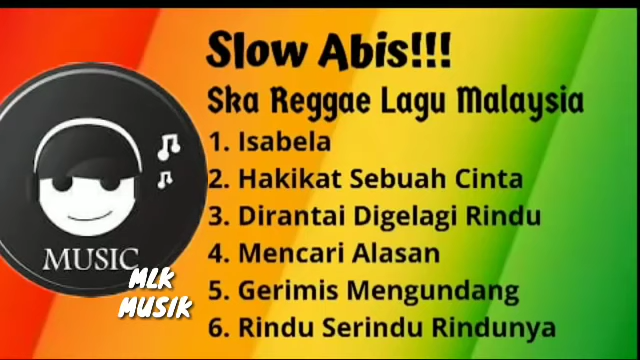 Slow Abis!!!
Ska Reggae Lagu Malaysia
1. Isabela
2. Hakikat Sebuah Cinta
3. Dirantai Digelagi Rindu
4. Mencari Alasan
5. Gerimis Mengundang
6. Rindu Serindu Rindunya
MUSIC
MLK
MUSIK